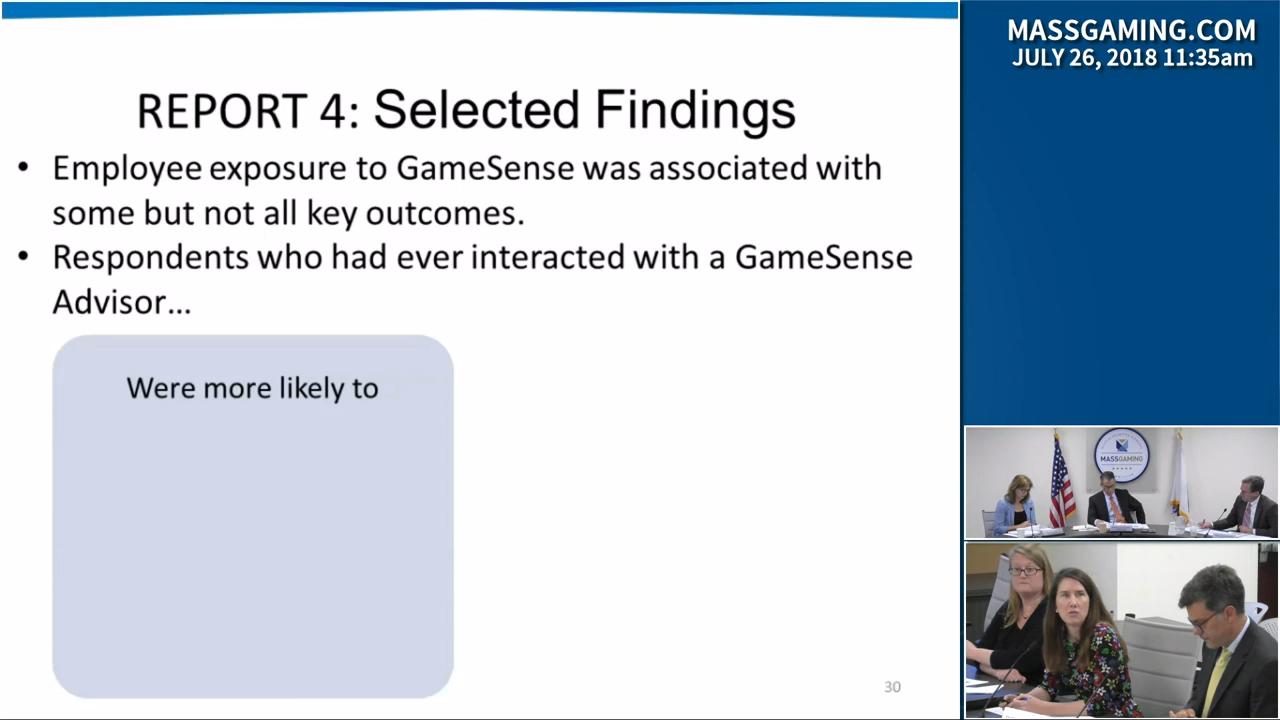 MASSGAMING.COM
JULY 26, 2018 11:35am
REPORT 4: Selected Findings
• Employee exposure to GameSense was associated with
some but not all key outcomes.
• Respondents who had ever interacted with a GameSense
Advisor...
Were more likely to
30
MASSGAMING